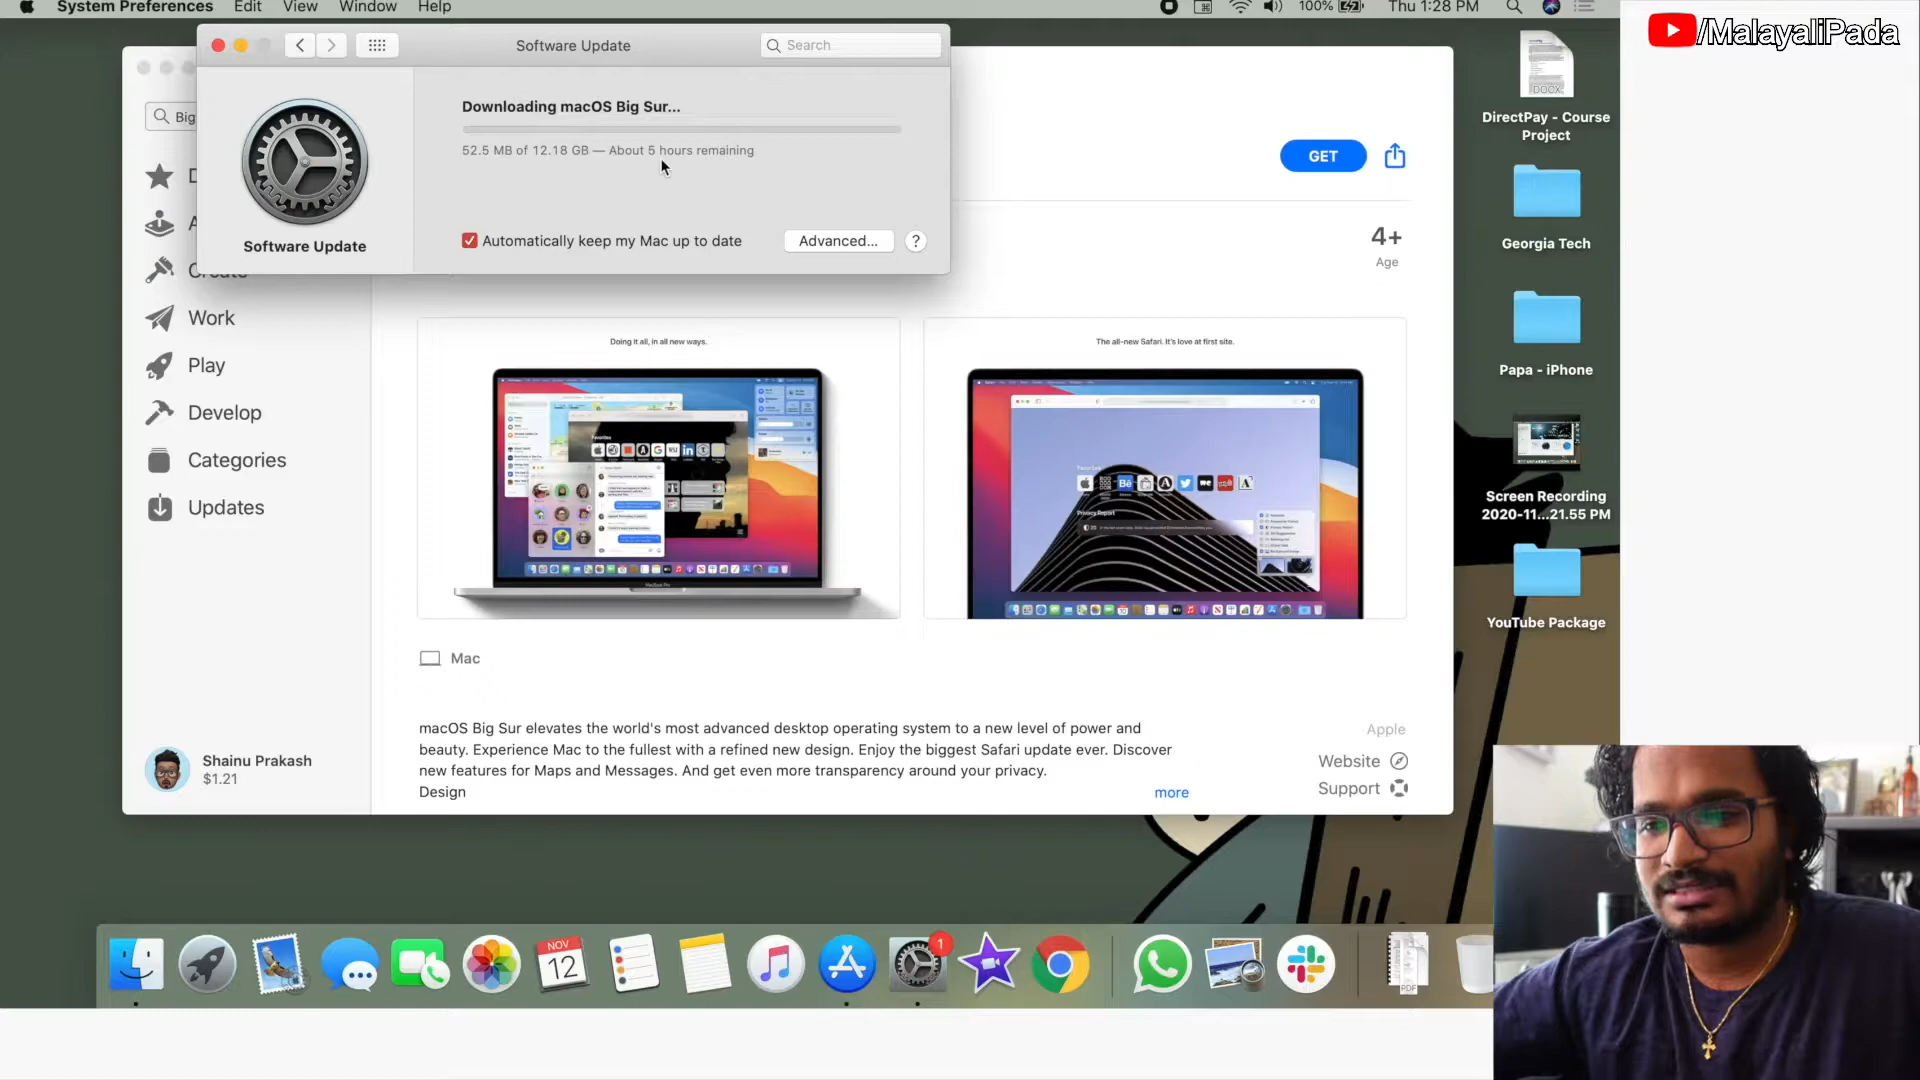 System Preferences Edit View Window Help
100% Thu 1:28 PM
/MalayaliPada
Software Update
Search
Downloading macOS Big Sur...
52.5 MB of 12.18 GB — About 5 hours remaining
Software Update
Automatically keep my Mac up to date
Advanced...
?
Big
D
A
Create
Work
Play
Develop
Categories
Updates
Shainu Prakash
$1.21
GET
4+
Age
Doing it all, in all new ways.
MacBook Pro
The all-new Safari. It's love at first site.
Privacy Report
Mac
macOS Big Sur elevates the world's most advanced desktop operating system to a new level of power and
beauty. Experience Mac to the fullest with a refined new design. Enjoy the biggest Safari update ever. Discover
new features for Maps and Messages. And get even more transparency around your privacy.
Design
more
Apple
Website
Support
DOCX
DirectPay - Course
Project
Georgia Tech
Papa - iPhone
Screen Recording
2020-11...21.55 PM
YouTube Package
NOV
12
1
PDF